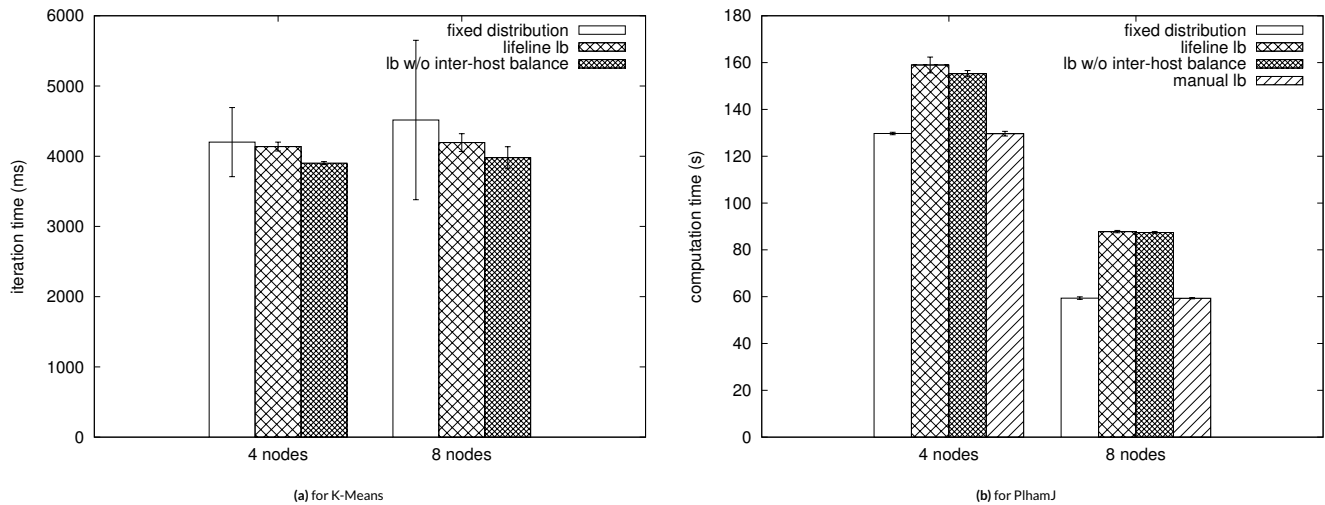 6000
5000
4000
3000
2000
1000
0
iteration time (ms)
fixed distribution
lifeline lb
lb w/o inter-host balance
4 nodes
8 nodes
(a) for K-Means
180
160
140
120
100
80
60
40
20
0
computation time (s)
fixed distribution
lifeline lb
lb w/o inter-host balance
manual lb
4 nodes
8 nodes
(b) for PlhamJ